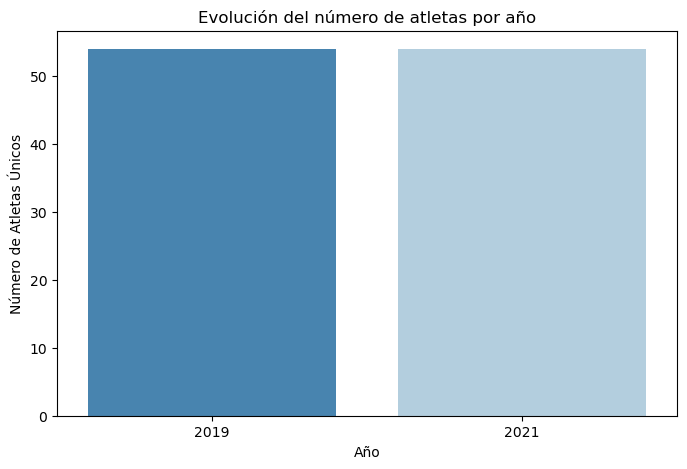 Evolución del número de atletas por año
Número de Atletas Únicos
50
40
30
20
10
0
2019
2021
Año